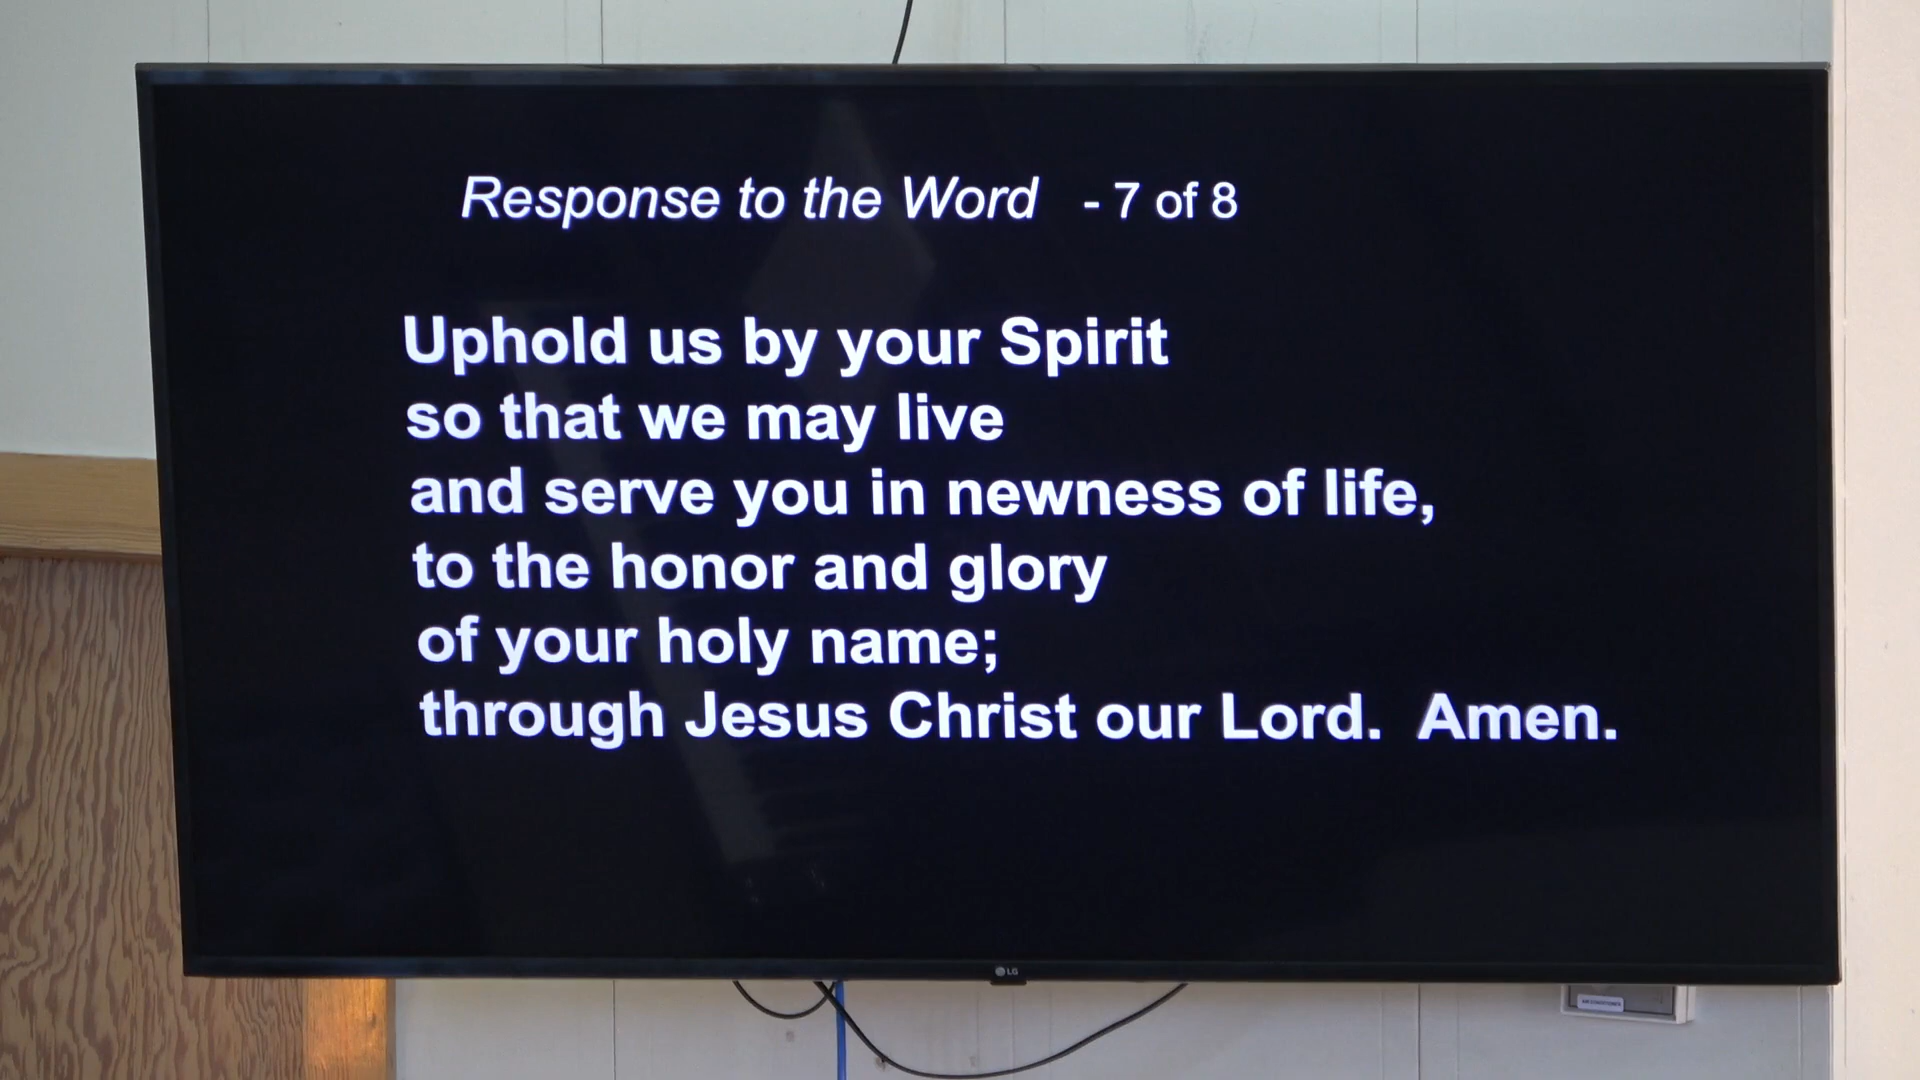 Response to the Word - 7 of 8
Uphold us by your Spirit
so that we may live
and serve you in newness of life,
to the honor and glory
of your holy name;
through Jesus Christ our Lord. Amen.
LG